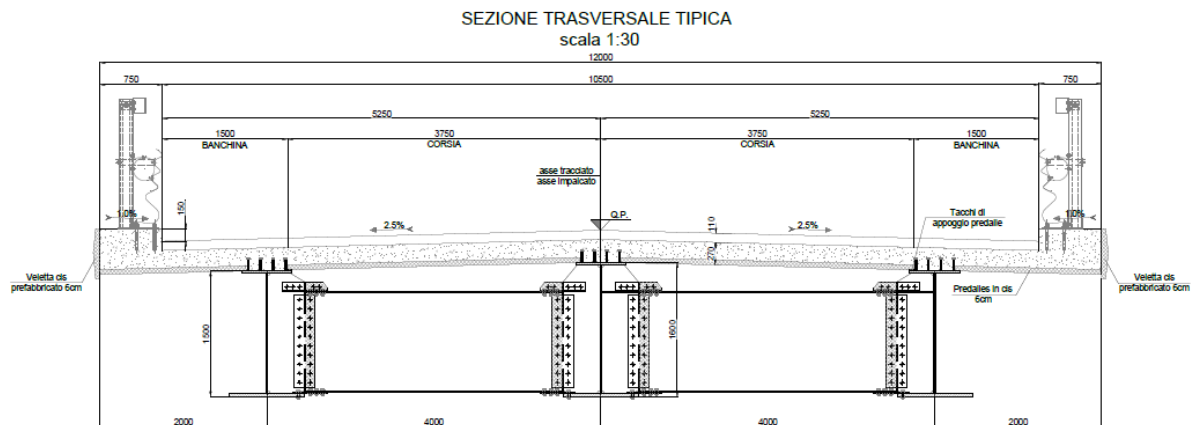 SEZIONE TRASVERSALE TIPICA
scala 1:30
12000
750
10500
750
5250
5250
1500
3750
3750
1500
BANCHINA
CORSIA
CORSIA
BANCHINA
asse tracciato
asse impalcato
150
1.0%
2.5%
Q.P.
110
2.5%
Tacchi di
appoggio predalle
1.0%
270
Veletta cls
prefabbricato 6cm
Predalles in cls
6cm
Veletta cls
prefabbricato 6cm
1500
1600
2000
4000
4000
2000